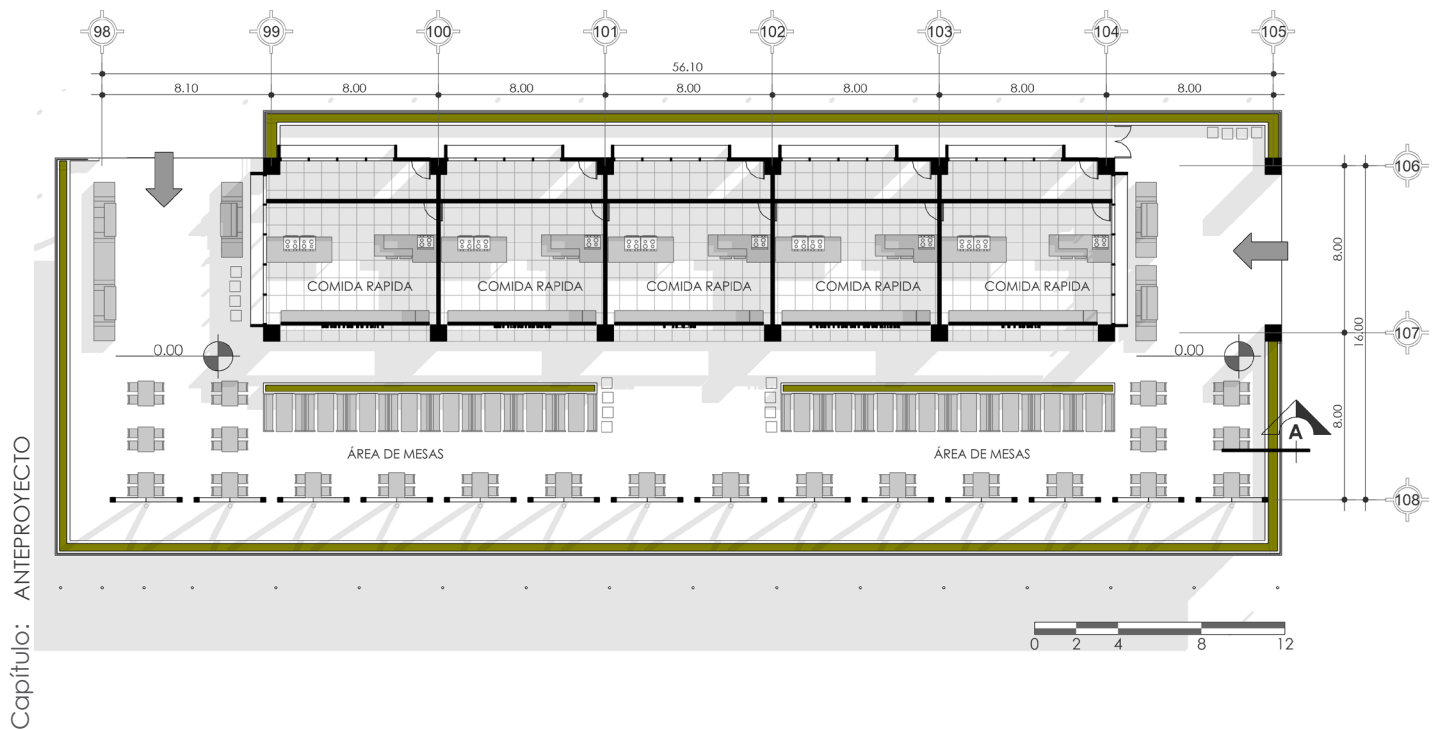 98 99 100 101 102 103 104 105
56.10
8.10 8.00 8.00 8.00 8.00 8.00 8.00
106
8.00
COMIDA RAPIDA COMIDA RAPIDA COMIDA RAPIDA COMIDA RAPIDA COMIDA RAPIDA
107
16.00
0.00 0.00
8.00
A
ÁREA DE MESAS ÁREA DE MESAS
108
0 2 4 8 12
Capítulo: ANTEPROYECTO